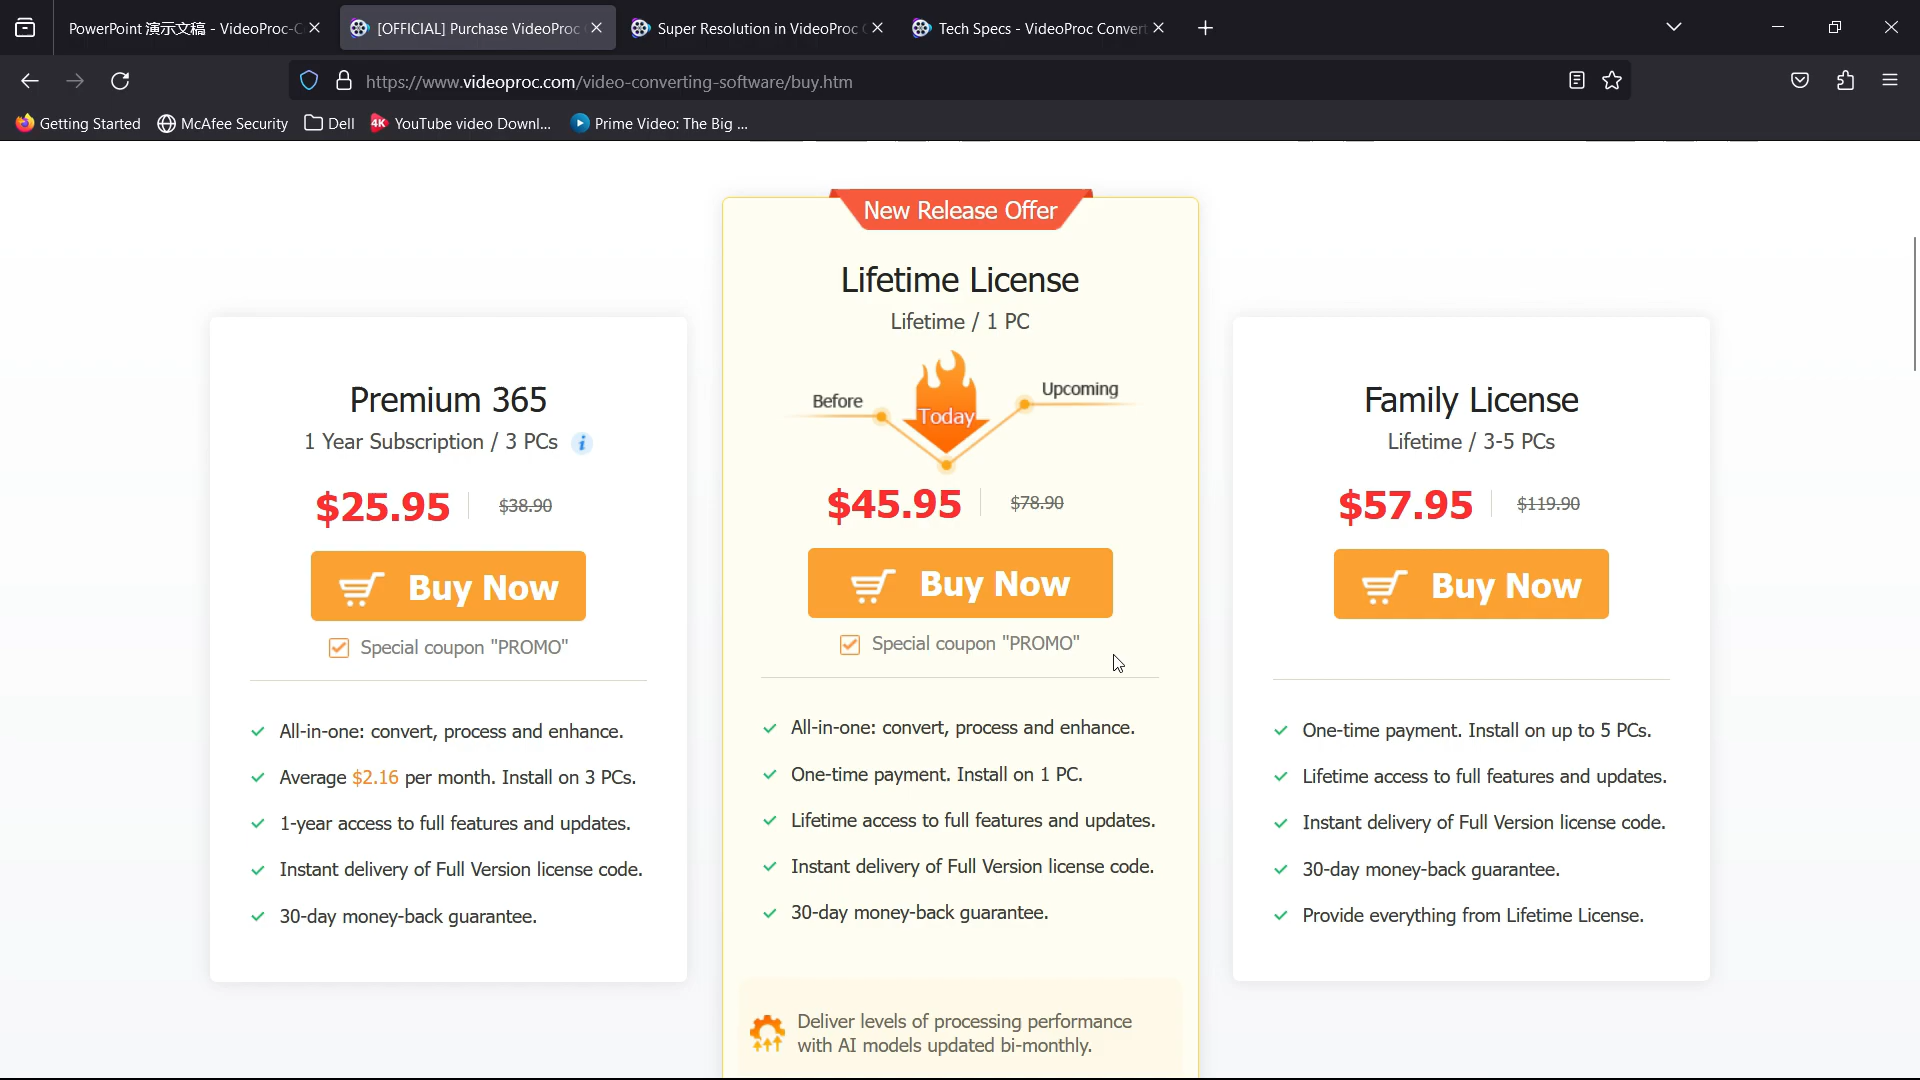 PowerPoint 演示文稿 - VideoProc-C
[OFFICIAL] Purchase VideoProc
Super Resolution in VideoProc
Tech Specs - VideoProc Convert
https://www.videoproc.com/video-converting-software/buy.htm
Getting Started
McAfee Security
Dell
4K
YouTube video Downl...
Prime Video: The Big ...
New Release Offer
Lifetime License
Lifetime / 1 PC
Before
Today
Upcoming
$45.95
$78.90
Buy Now
Special coupon "PROMO"
All-in-one: convert, process and enhance.
One-time payment. Install on 1 PC.
Lifetime access to full features and updates.
Instant delivery of Full Version license code.
30-day money-back guarantee.
Deliver levels of processing performance
with AI models updated bi-monthly.
Premium 365
1 Year Subscription / 3 PCs
i
$25.95
$38.90
Buy Now
Special coupon "PROMO"
All-in-one: convert, process and enhance.
Average $2.16 per month. Install on 3 PCs.
1-year access to full features and updates.
Instant delivery of Full Version license code.
30-day money-back guarantee.
Family License
Lifetime / 3-5 PCs
$57.95
$119.90
Buy Now
One-time payment. Install on up to 5 PCs.
Lifetime access to full features and updates.
Instant delivery of Full Version license code.
30-day money-back guarantee.
Provide everything from Lifetime License.